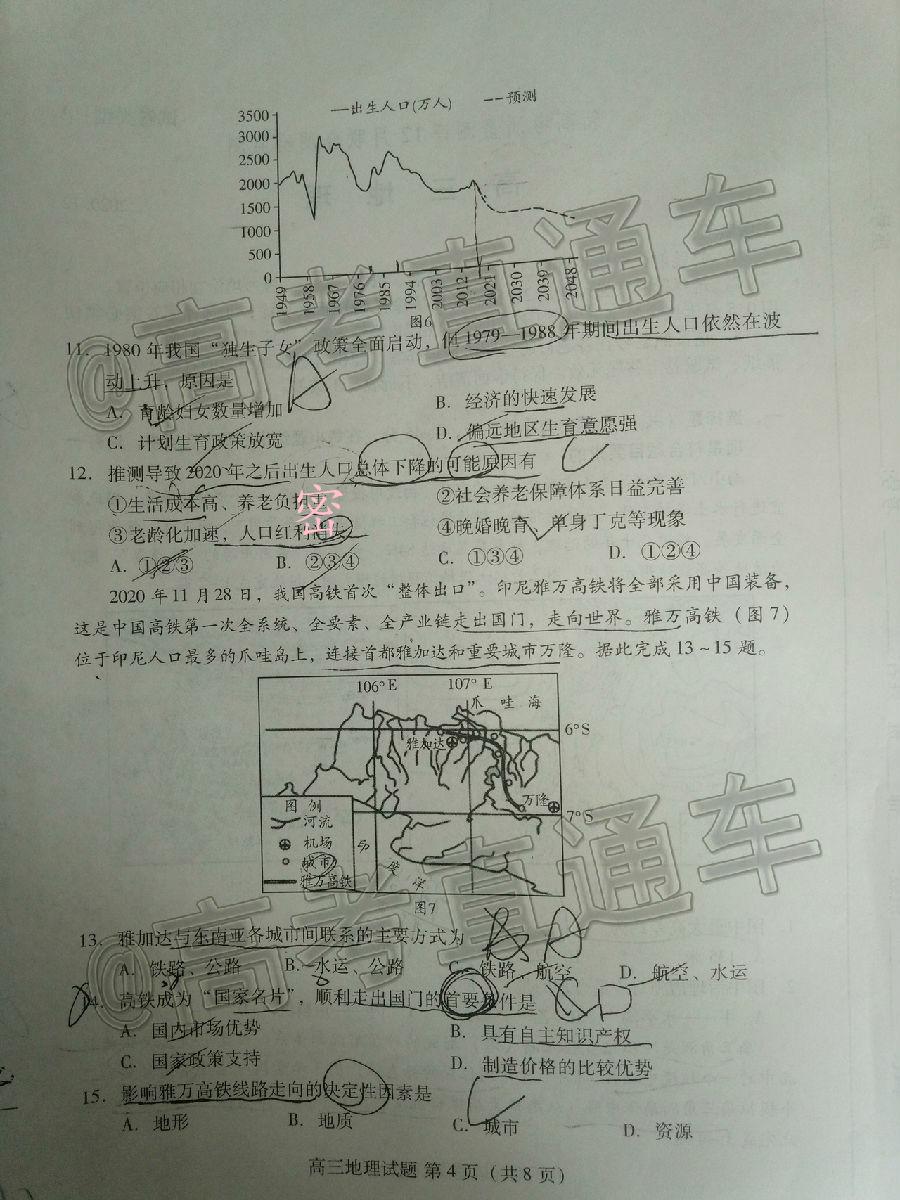 —出生人口(万人) --预测
3500
3000
2500
2000
1500
1000
500
0
1949 1958 1967 1976 1985 1994 2003 2012 2021 2030 2039 2048
图6
11. 1980年我国“独生子女”政策全面启动，但1979—1988年期间出生人口依然在波
动上升，原因是
A. 育龄妇女数量增加 B. 经济的快速发展
C. 计划生育政策放宽 D. 偏远地区生育意愿强
12. 推测导致2020年之后出生人口总体下降的可能原因有
①生活成本高、养老负担重 ②社会养老保障体系日益完善
③老龄化加速，人口红利消失 ④晚婚晚育、单身丁克等现象
A. ①②③ B. ②③④ C. ①③④ D. ①②④
密
2020年11月28日，我国高铁首次“整体出口”。印尼雅万高铁将全部采用中国装备，
这是中国高铁第一次全系统、全要素、全产业链走出国门，走向世界。雅万高铁（图7）
位于印尼人口最多的爪哇岛上，连接首都雅加达和重要城市万隆。据此完成13~15题。
106°E 107°E
爪哇海
6°S
雅加达
万隆
7°S
图例
河流
机场
城市
雅万高铁
印度洋
图7
13. 雅加达与东南亚各城市间联系的主要方式为
A. 铁路、公路 B. 水运、公路 C. 铁路、航空 D. 航空、水运
14. 高铁成为“国家名片”，顺利走出国门的首要条件是
A. 国内市场优势 B. 具有自主知识产权
C. 国家政策支持 D. 制造价格的比较优势
15. 影响雅万高铁线路走向的决定性因素是
A. 地形 B. 地质 C. 城市 D. 资源
高三地理试题 第4页（共8页）
@高考直通车
@高考直通车